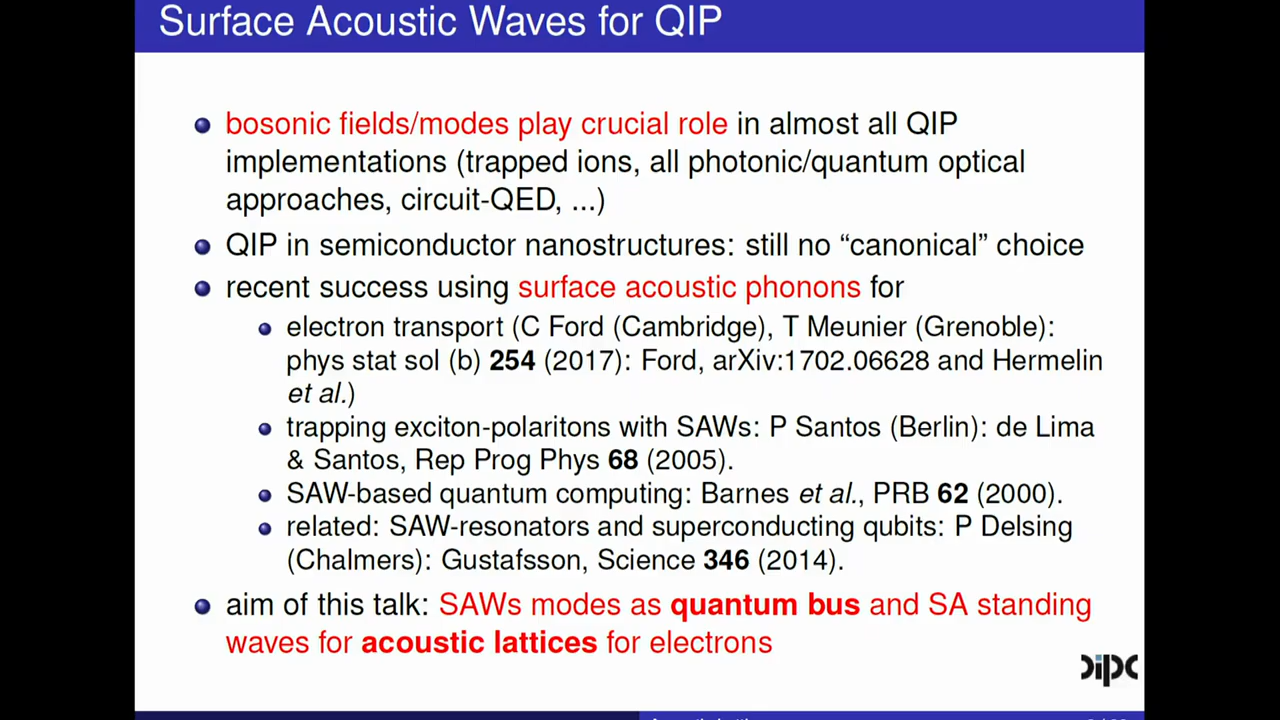 Surface Acoustic Waves for QIP
bosonic fields/modes play crucial role in almost all QIP
implementations (trapped ions, all photonic/quantum optical
approaches, circuit-QED, ...)
QIP in semiconductor nanostructures: still no “canonical” choice
recent success using surface acoustic phonons for
electron transport (C Ford (Cambridge), T Meunier (Grenoble):
phys stat sol (b) 254 (2017): Ford, arXiv:1702.06628 and Hermelin
et al.)
trapping exciton-polaritons with SAWs: P Santos (Berlin): de Lima
& Santos, Rep Prog Phys 68 (2005).
SAW-based quantum computing: Barnes et al., PRB 62 (2000).
related: SAW-resonators and superconducting qubits: P Delsing
(Chalmers): Gustafsson, Science 346 (2014).
aim of this talk: SAWs modes as quantum bus and SA standing
waves for acoustic lattices for electrons
dipc